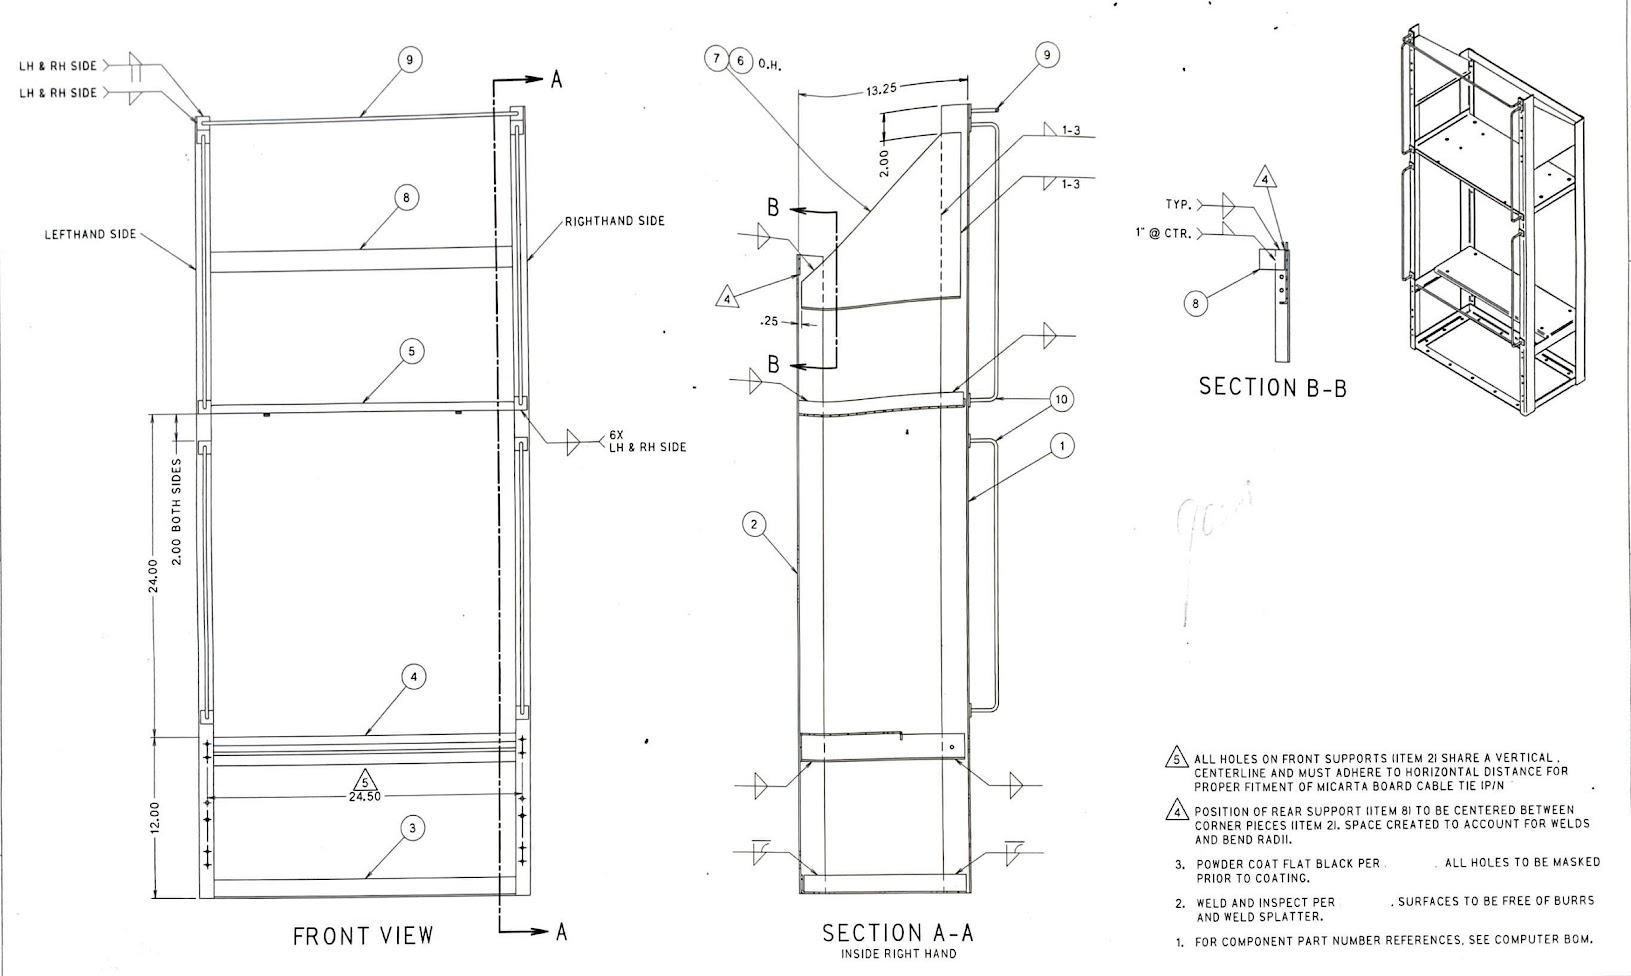 LH & RH SIDE
LH & RH SIDE
9
A
8
LEFTHAND SIDE
RIGHTHAND SIDE
5
6X
LH & RH SIDE
2.00 BOTH SIDES
24.00
4
5
24.50
12.00
3
FRONT VIEW
A
7
6
O.H.
9
13.25
2.00
1-3
1-3
B
4
.25
B
10
1
2
SECTION A-A
INSIDE RIGHT HAND
4
TYP.
1" @ CTR.
8
SECTION B-B
5 ALL HOLES ON FRONT SUPPORTS (ITEM 2) SHARE A VERTICAL
CENTERLINE AND MUST ADHERE TO HORIZONTAL DISTANCE FOR
PROPER FITMENT OF MICARTA BOARD CABLE TIE (P/N
4 POSITION OF REAR SUPPORT (ITEM 8) TO BE CENTERED BETWEEN
CORNER PIECES (ITEM 2). SPACE CREATED TO ACCOUNT FOR WELDS
AND BEND RADII.
3. POWDER COAT FLAT BLACK PER . ALL HOLES TO BE MASKED
PRIOR TO COATING.
2. WELD AND INSPECT PER . SURFACES TO BE FREE OF BURRS
AND WELD SPLATTER.
1. FOR COMPONENT PART NUMBER REFERENCES, SEE COMPUTER BOM.